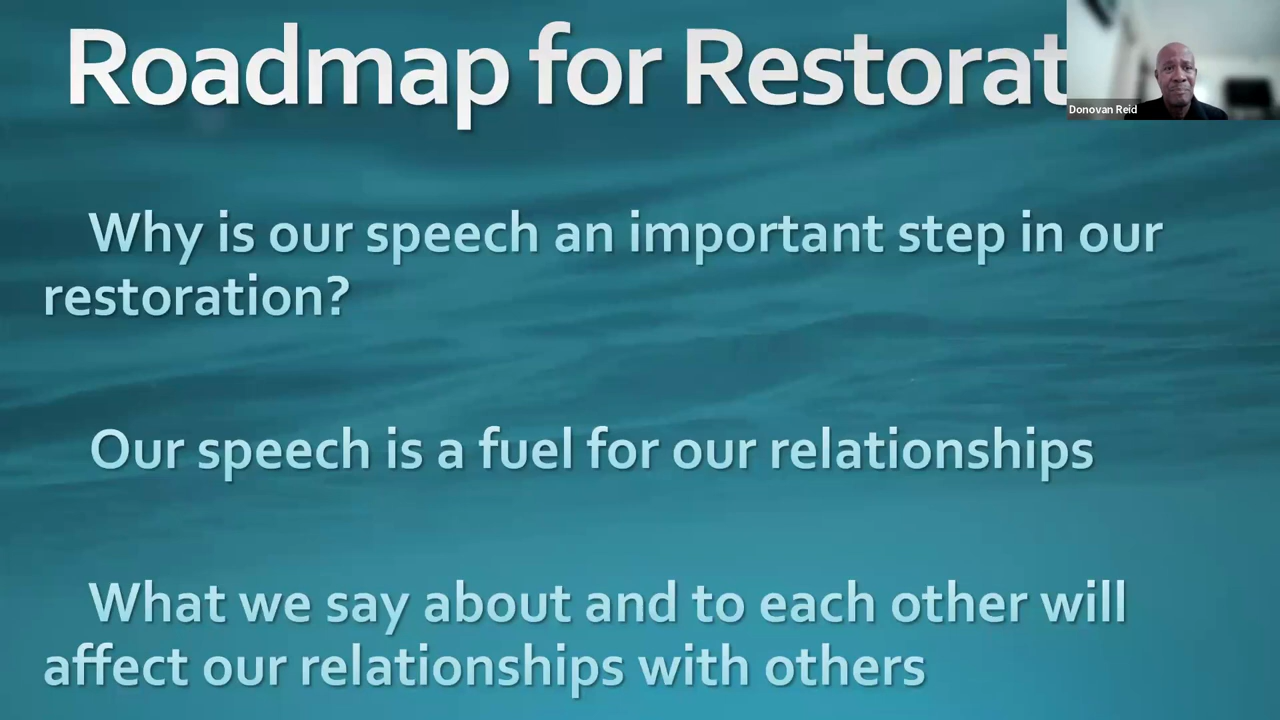 Roadmap for Restorat
Donovan Reid
Why is our speech an important step in our
restoration?
Our speech is a fuel for our relationships
What we say about and to each other will
affect our relationships with others